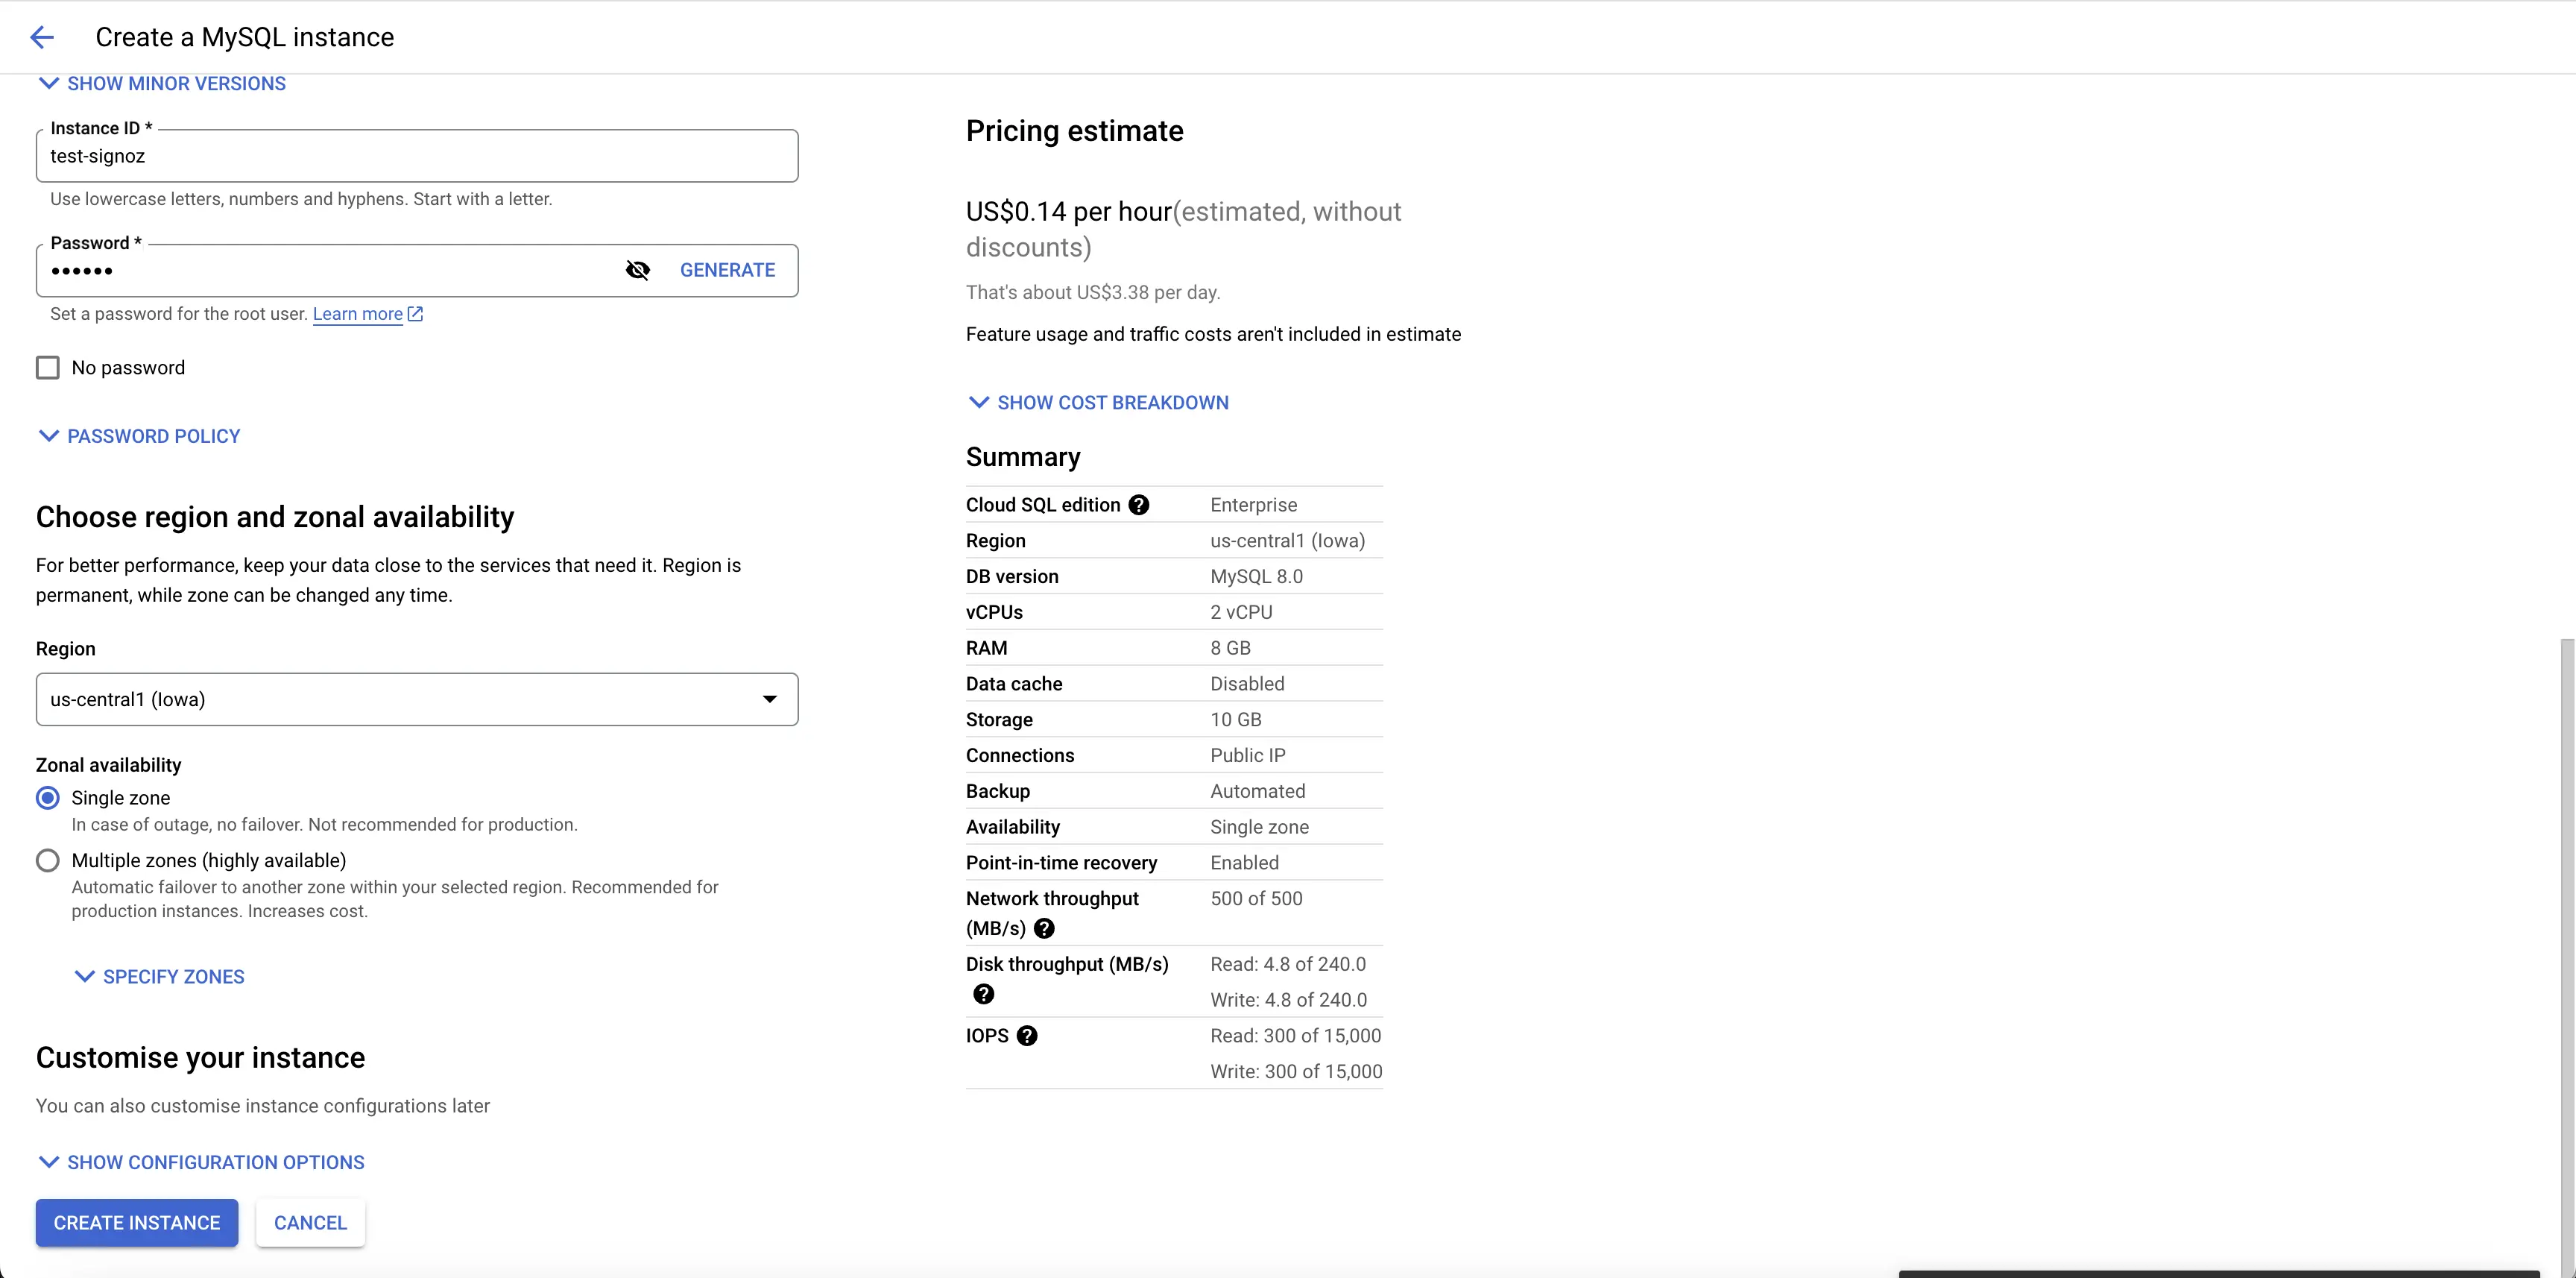 Create a MySQL instance
SHOW MINOR VERSIONS
Instance ID *
test-signoz
Use lowercase letters, numbers and hyphens. Start with a letter.
Password *
••••••
GENERATE
Set a password for the root user. Learn more
No password
PASSWORD POLICY
Choose region and zonal availability
For better performance, keep your data close to the services that need it. Region is
permanent, while zone can be changed any time.
Region
us-central1 (Iowa)
Zonal availability
Single zone
In case of outage, no failover. Not recommended for production.
Multiple zones (highly available)
Automatic failover to another zone within your selected region. Recommended for
production instances. Increases cost.
SPECIFY ZONES
Customise your instance
You can also customise instance configurations later
SHOW CONFIGURATION OPTIONS
CREATE INSTANCE
CANCEL
Pricing estimate
US$0.14 per hour(estimated, without
discounts)
That's about US$3.38 per day.
Feature usage and traffic costs aren't included in estimate
SHOW COST BREAKDOWN
Summary
Cloud SQL edition ? Enterprise
Region us-central1 (Iowa)
DB version MySQL 8.0
vCPUs 2 vCPU
RAM 8 GB
Data cache Disabled
Storage 10 GB
Connections Public IP
Backup Automated
Availability Single zone
Point-in-time recovery Enabled
Network throughput 500 of 500
(MB/s) ?
Disk throughput (MB/s) Read: 4.8 of 240.0
? Write: 4.8 of 240.0
IOPS ? Read: 300 of 15,000
Write: 300 of 15,000